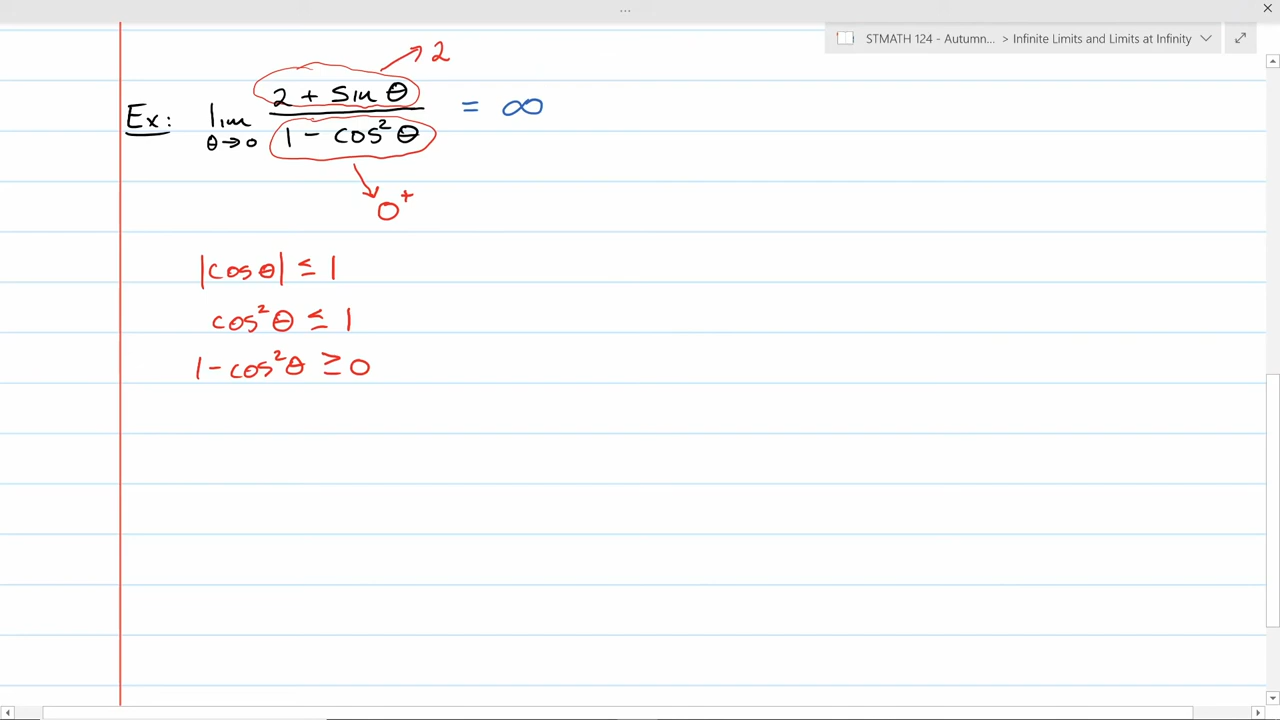 STMATH 124 - Autumn... > Infinite Limits and Limits at Infinity
→ 2
Ex: lim θ→0 (2 + sin θ)/(1 - cos²θ) = ∞
→ 0⁺
|cos θ| ≤ 1
cos²θ ≤ 1
1 - cos²θ ≥ 0